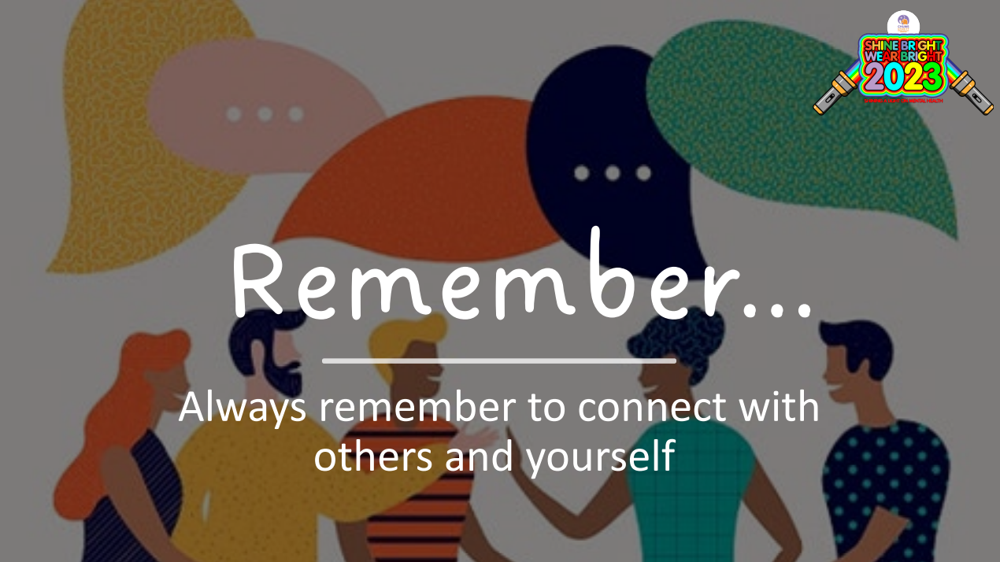 SHINE BRIGHT
WEAR BRIGHT
2023
Remember...
Always remember to connect with
others and yourself